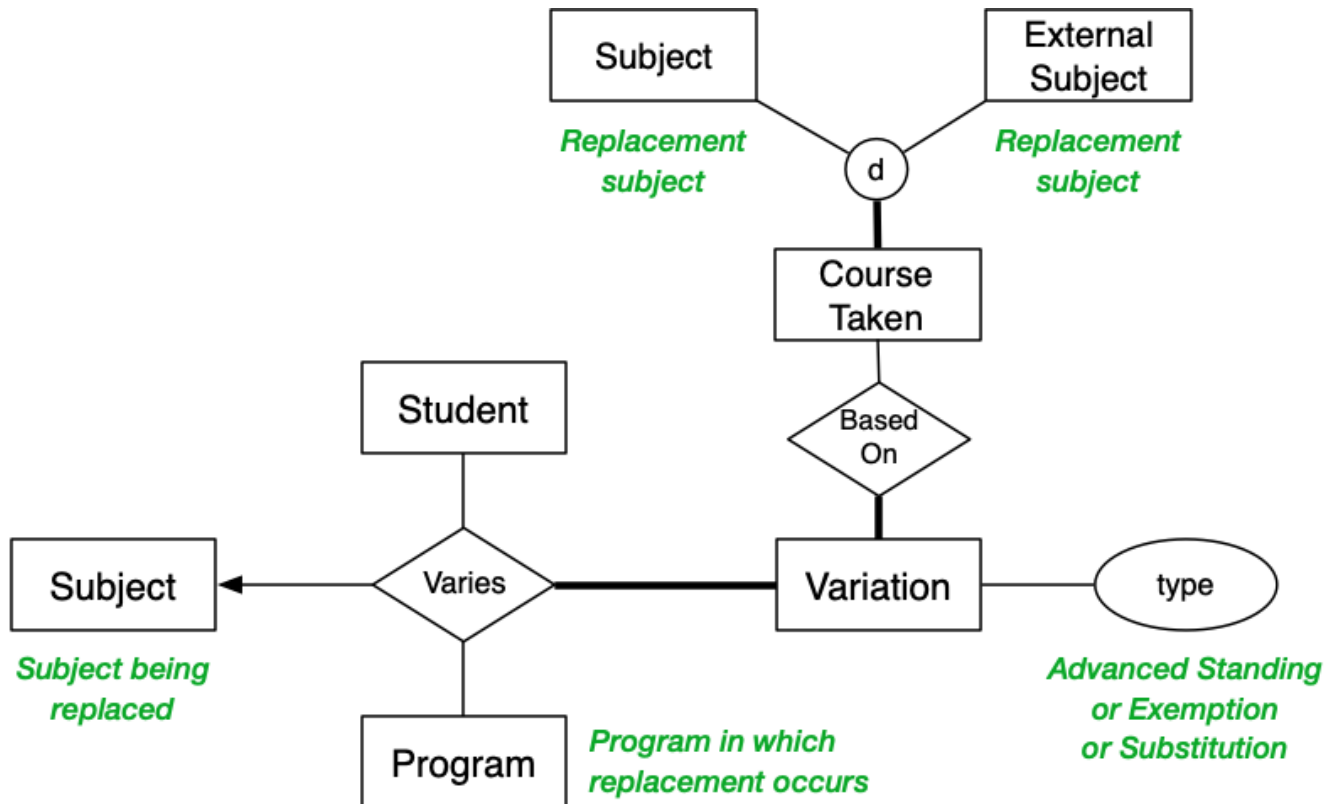 Subject
External
Subject
Replacement
subject
Replacement
subject
d
Course
Taken
Based
On
Student
Subject
Varies
Variation
type
Subject being
replaced
Advanced Standing
or Exemption
or Substitution
Program
Program in which
replacement occurs